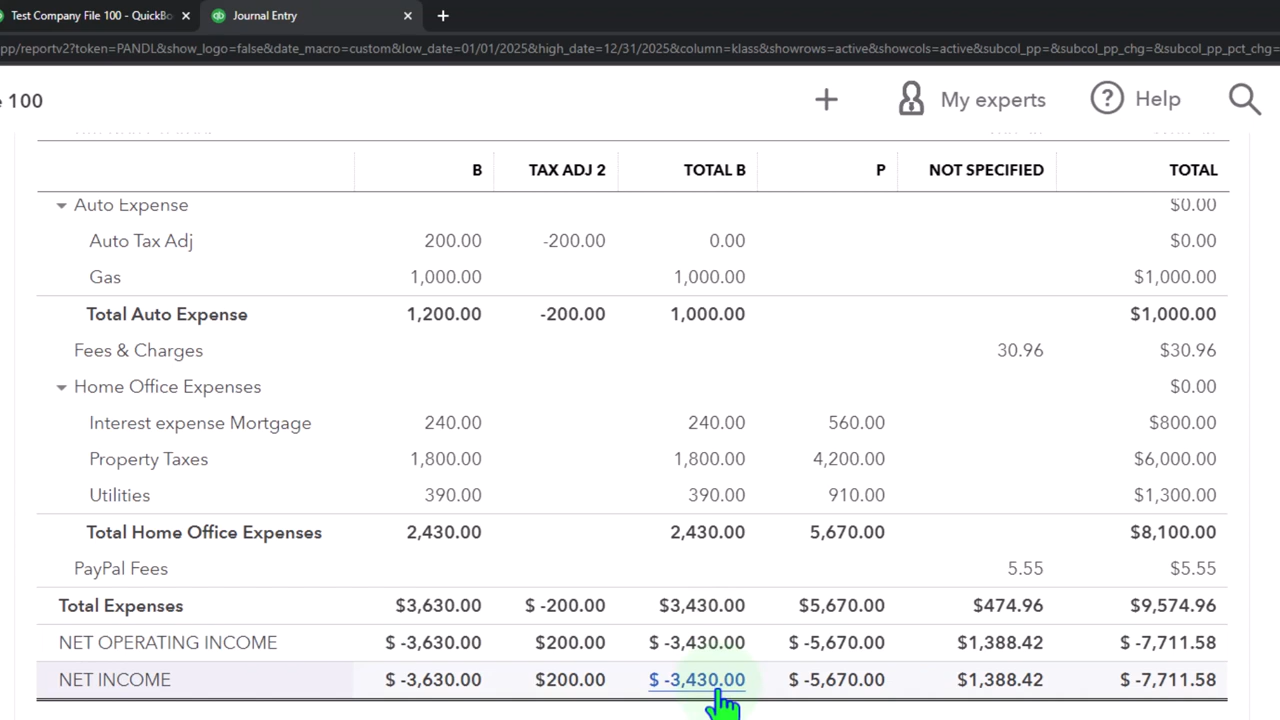 Test Company File 100 - QuickBo
Journal Entry
app/reportv2?token=PANDL&show_logo=false&date_macro=custom&low_date=01/01/2025&high_date=12/31/2025&column=klass&showrows=active&showcols=active&subcol_pp=&subcol_pp_chg=&subcol_pp_pct_chg=
e 100
My experts
Help
B TAX ADJ 2 TOTAL B P NOT SPECIFIED TOTAL
Auto Expense $0.00
Auto Tax Adj 200.00 -200.00 0.00 $0.00
Gas 1,000.00 1,000.00 $1,000.00
Total Auto Expense 1,200.00 -200.00 1,000.00 $1,000.00
Fees & Charges 30.96 $30.96
Home Office Expenses $0.00
Interest expense Mortgage 240.00 240.00 560.00 $800.00
Property Taxes 1,800.00 1,800.00 4,200.00 $6,000.00
Utilities 390.00 390.00 910.00 $1,300.00
Total Home Office Expenses 2,430.00 2,430.00 5,670.00 $8,100.00
PayPal Fees 5.55 $5.55
Total Expenses $3,630.00 $ -200.00 $3,430.00 $5,670.00 $474.96 $9,574.96
NET OPERATING INCOME $ -3,630.00 $200.00 $ -3,430.00 $ -5,670.00 $1,388.42 $ -7,711.58
NET INCOME $ -3,630.00 $200.00 $ -3,430.00 $ -5,670.00 $1,388.42 $ -7,711.58